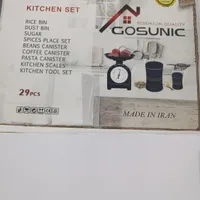 KITCHEN SET
PREMIUM QUALITY
GOSUNIC
RICE BIN
DUST BIN
SUGAR
SPICES PLACE SET
BEANS CANISTER
COFFEE CANISTER
PASTA CANISTER
KITCHEN SCALES
KITCHEN TOOL SET
29PCS
MADE IN IRAN